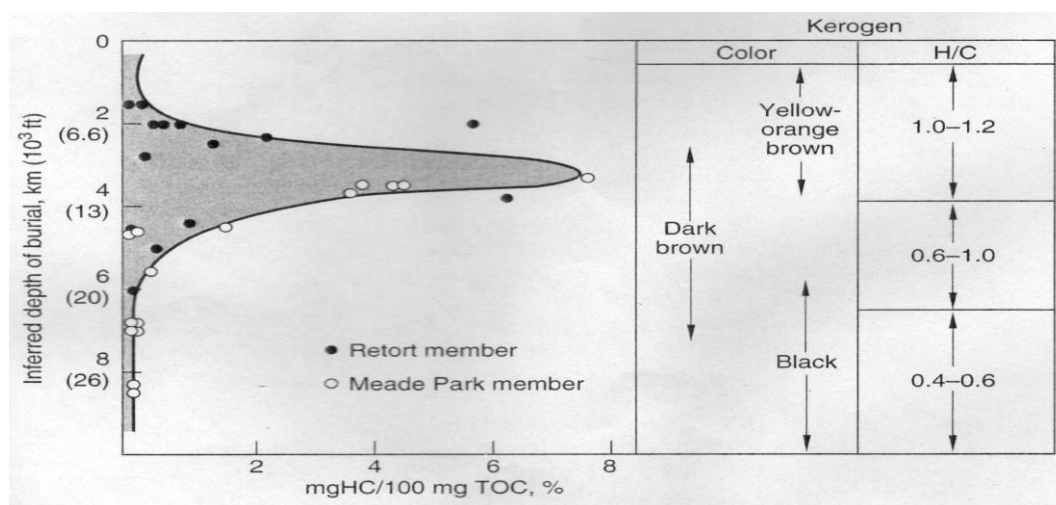 Kerogen
Color
H/C
0
2
(6.6)
4
(13)
6
(20)
8
(26)
Inferred depth of burial, km (10³ ft)
Yellow-
orange
brown
Dark
brown
Black
1.0–1.2
0.6–1.0
0.4–0.6
Retort member
Meade Park member
2
4
6
8
mgHC/100 mg TOC, %